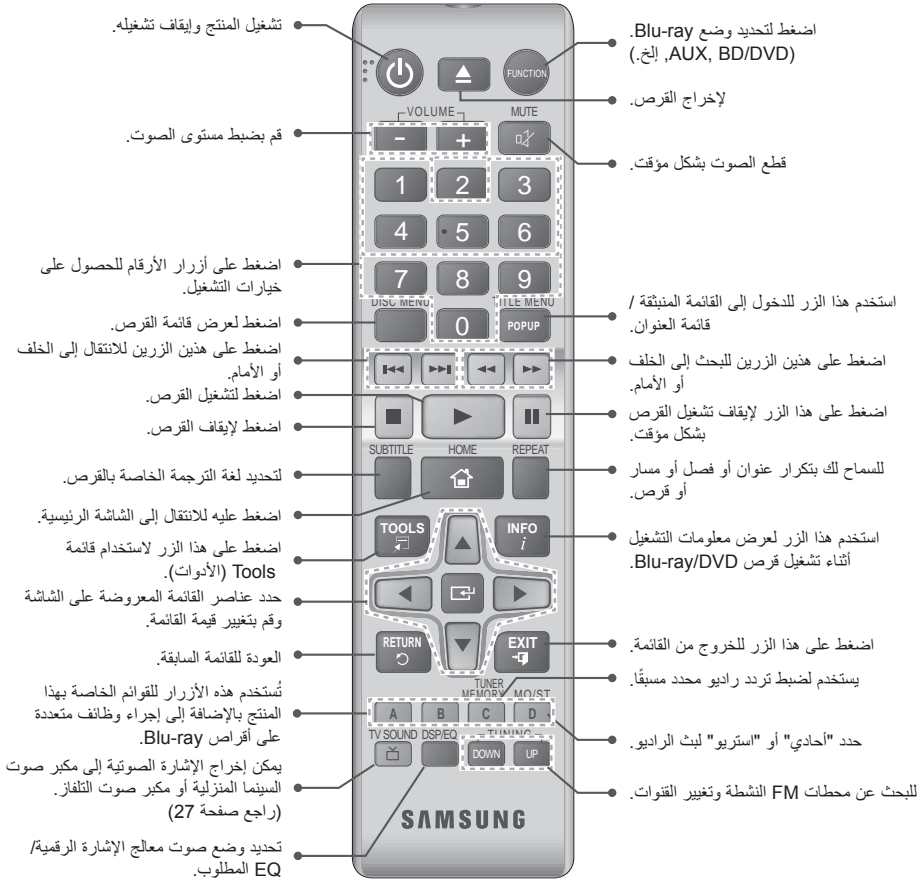 تشغيل المنتج وإيقاف تشغيله.
اضغط لتحديد وضع Blu-ray.
(AUX, BD/DVD, إلخ.)
FUNCTION
لإخراج القرص.
VOLUME
MUTE
قم بضبط مستوى الصوت.
- +
قطع الصوت بشكل مؤقت.
1 2 3
4 5 6
7 8 9
اضغط على أزرار الأرقام للحصول على
خيارات التشغيل.
DISC MENU
TITLE MENU
0
POPUP
استخدم هذا الزر للدخول إلى القائمة المنبثقة /
قائمة العنوان.
اضغط لعرض قائمة القرص.
اضغط على هذين الزرين للانتقال إلى الخلف
أو الأمام.
اضغط على هذين الزرين للبحث إلى الخلف
أو الأمام.
اضغط لتشغيل القرص.
اضغط على هذا الزر لإيقاف تشغيل القرص
بشكل مؤقت.
اضغط لإيقاف القرص.
SUBTITLE
HOME
REPEAT
للسماح لك بتكرار عنوان أو فصل أو مسار
أو قرص.
لتحديد لغة الترجمة الخاصة بالقرص.
اضغط عليه للانتقال إلى الشاشة الرئيسية.
TOOLS
INFO
i
استخدم هذا الزر لعرض معلومات التشغيل
أثناء تشغيل قرص Blu-ray/DVD.
اضغط على هذا الزر لاستخدام قائمة
Tools (الأدوات).
حدد عناصر القائمة المعروضة على الشاشة
وقم بتغيير قيمة القائمة.
RETURN
EXIT
اضغط على هذا الزر للخروج من القائمة.
العودة للقائمة السابقة.
يستخدم لضبط تردد راديو محدد مسبقًا.
TUNER
MEMORY
MO/ST
A B C D
تُستخدم هذه الأزرار للقوائم الخاصة بهذا
المنتج بالإضافة إلى إجراء وظائف متعددة
على أقراص Blu-ray.
حدد "أحادي" أو "استريو" لبث الراديو.
TV SOUND
DSP/EQ
TUNING
DOWN
UP
يمكن إخراج الإشارة الصوتية إلى مكبر صوت
السينما المنزلية أو مكبر صوت التلفاز.
(راجع صفحة 27)
للبحث عن محطات FM النشطة وتغيير القنوات.
SAMSUNG
تحديد وضع صوت معالج الإشارة الرقمية/
EQ المطلوب.